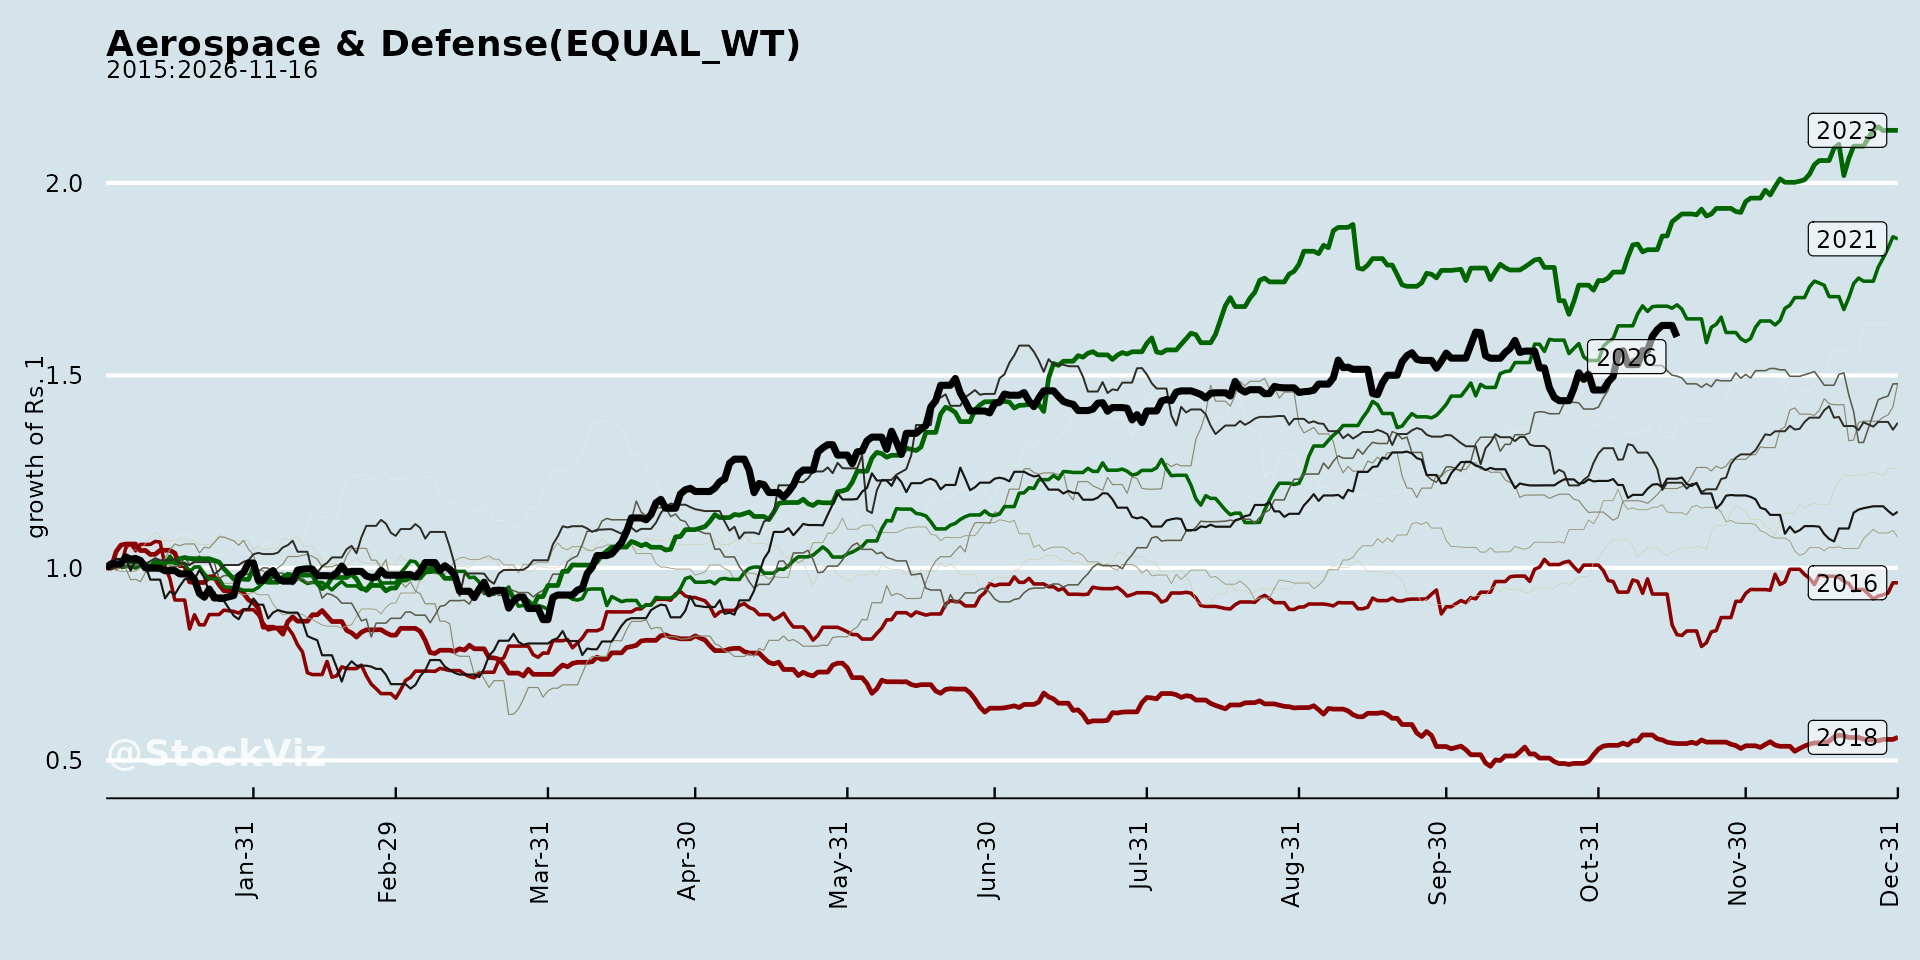 Aerospace & Defense(EQUAL_WT)
2015:2026-11-16
growth of Rs. 1
2.0
1.5
1.0
0.5
2023
2021
2026
2016
2018
@StockViz
Jan-31
Feb-29
Mar-31
Apr-30
May-31
Jun-30
Jul-31
Aug-31
Sep-30
Oct-31
Nov-30
Dec-31